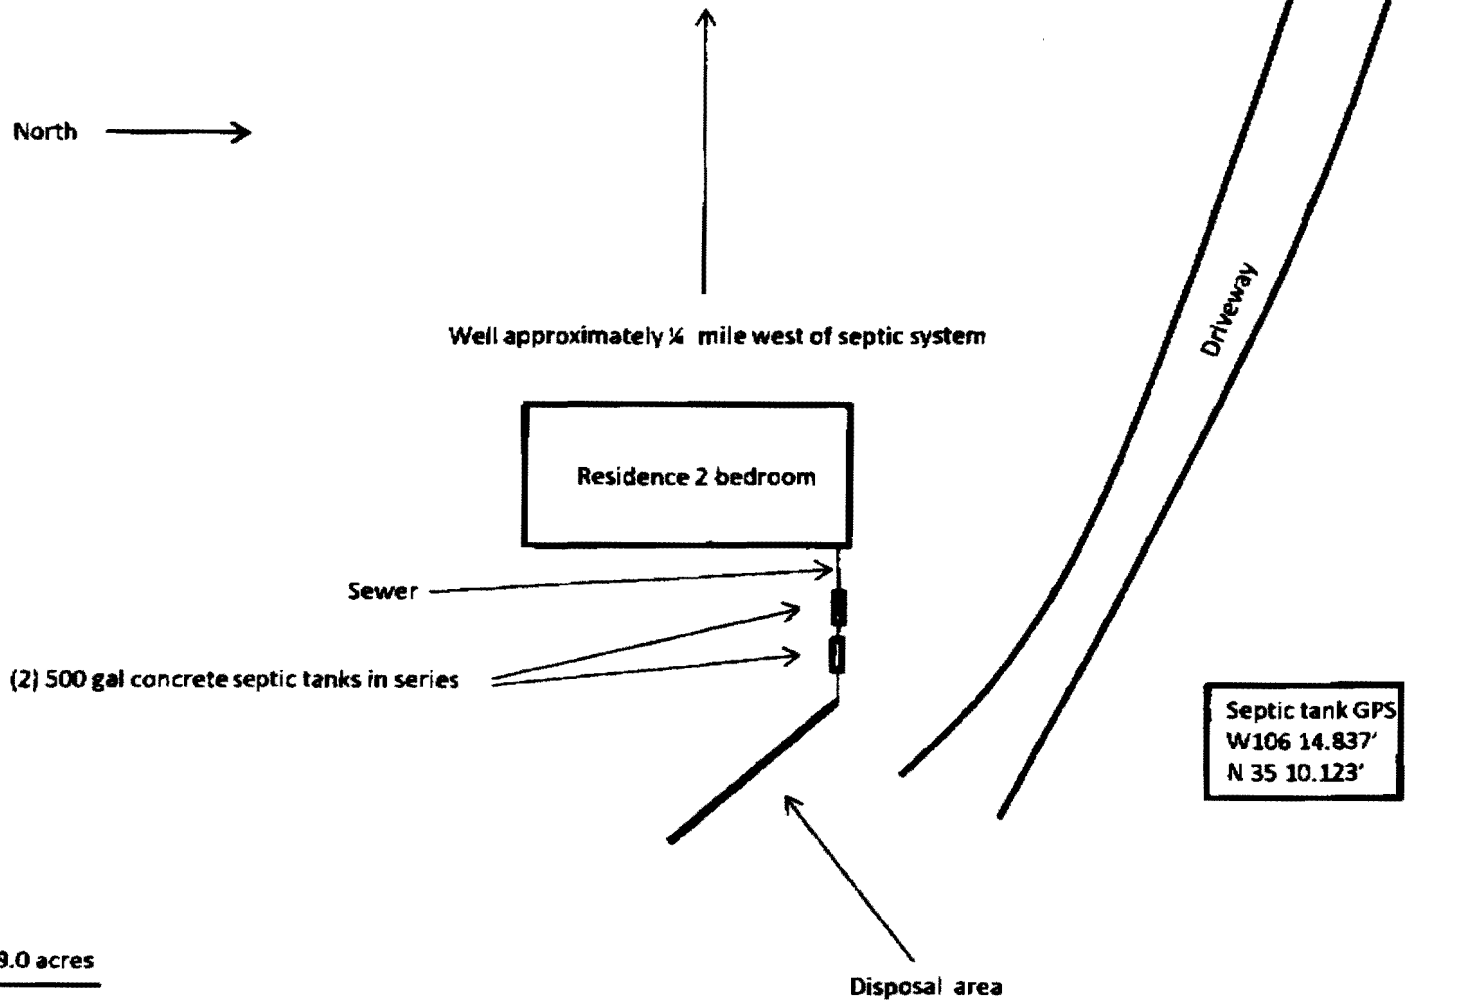 North
Well approximately ¼ mile west of septic system
Driveway
Residence 2 bedroom
Sewer
(2) 500 gal concrete septic tanks in series
Septic tank GPS
W106 14.837'
N 35 10.123'
acres
Disposal area